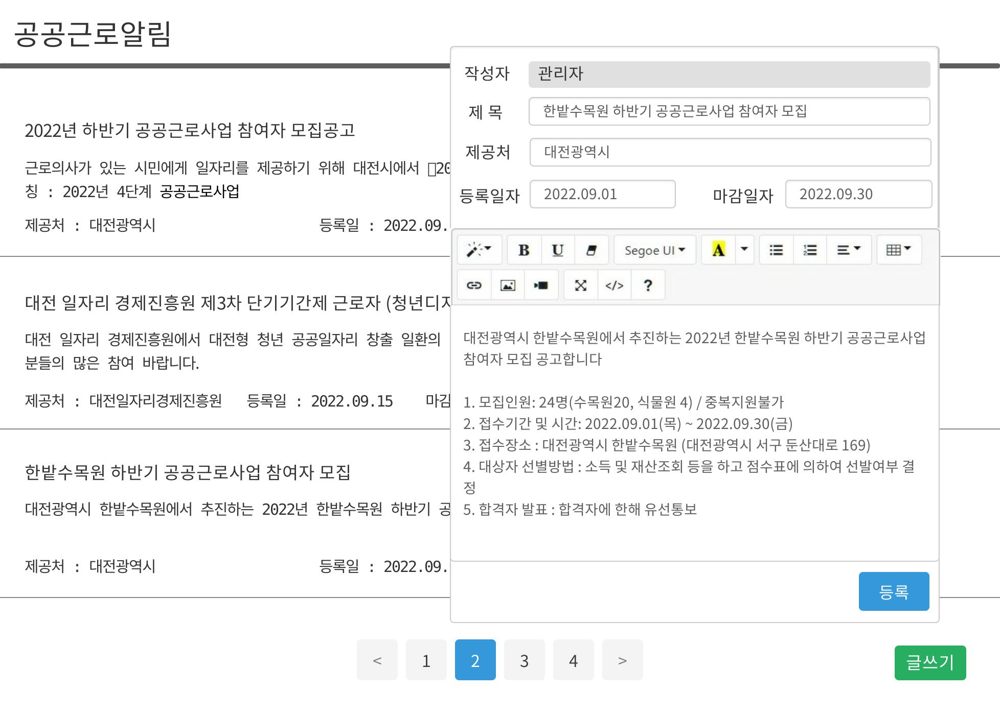 공공근로알림
2022년 하반기 공공근로사업 참여자 모집공고
근로의사가 있는 시민에게 일자리를 제공하기 위해 대전시에서
칭 : 2022년 4단계 공공근로사업
제공처 : 대전광역시 등록일 : 2022.09.
대전 일자리 경제진흥원 제3차 단기기간제 근로자
대전 일자리 경제진흥원에서 대전형 청년 공공일자리 창출 일환의
분들의 많은 참여 바랍니다.
제공처 : 대전일자리경제진흥원 등록일 : 2022.09.15 마감
한밭수목원 하반기 공공근로사업 참여자 모집
대전광역시 한밭수목원에서 추진하는 2022년 한밭수목원 하반기 공
제공처 : 대전광역시 등록일 : 2022.09.
작성자 관리자
제 목 한밭수목원 하반기 공공근로사업 참여자 모집
제공처 대전광역시
등록일자 2022.09.01 마감일자 2022.09.30
B U Segoe UI A
</> ?
대전광역시 한밭수목원에서 추진하는 2022년 한밭수목원 하반기 공공근로사업
참여자 모집 공고합니다
1. 모집인원: 24명(수목원20, 식물원 4) / 중복지원불가
2. 접수기간 및 시간: 2022.09.01(목) ~ 2022.09.30(금)
3. 접수장소 : 대전광역시 한밭수목원 (대전광역시 서구 둔산대로 169)
4. 대상자 선별방법 : 소득 및 재산조회 등을 하고 점수표에 의하여 선발여부 결
정
5. 합격자 발표 : 합격자에 한해 유선통보
등록
< 1 2 3 4 >
글쓰기